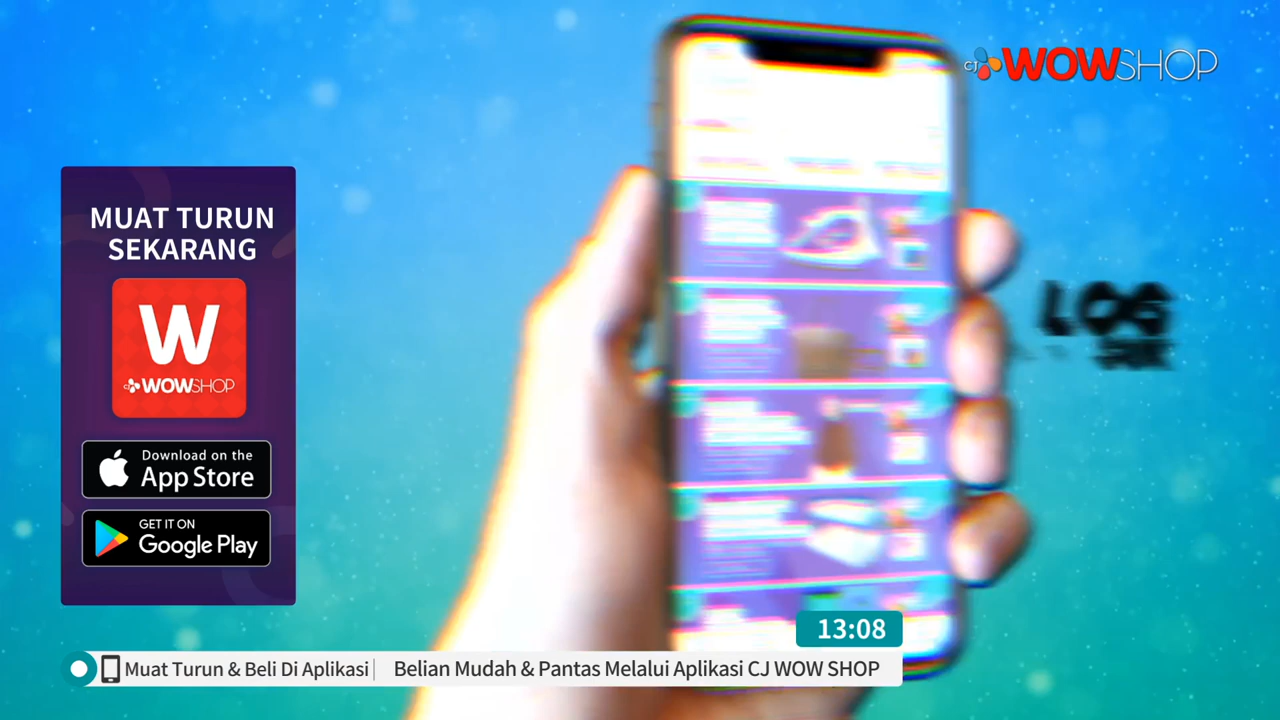 CJ WOWSHOP
MUAT TURUN
SEKARANG
W
CJ WOWSHOP
Download on the
App Store
GET IT ON
Google Play
13:08
Muat Turun & Beli Di Aplikasi | Belian Mudah & Pantas Melalui Aplikasi CJ WOW SHOP